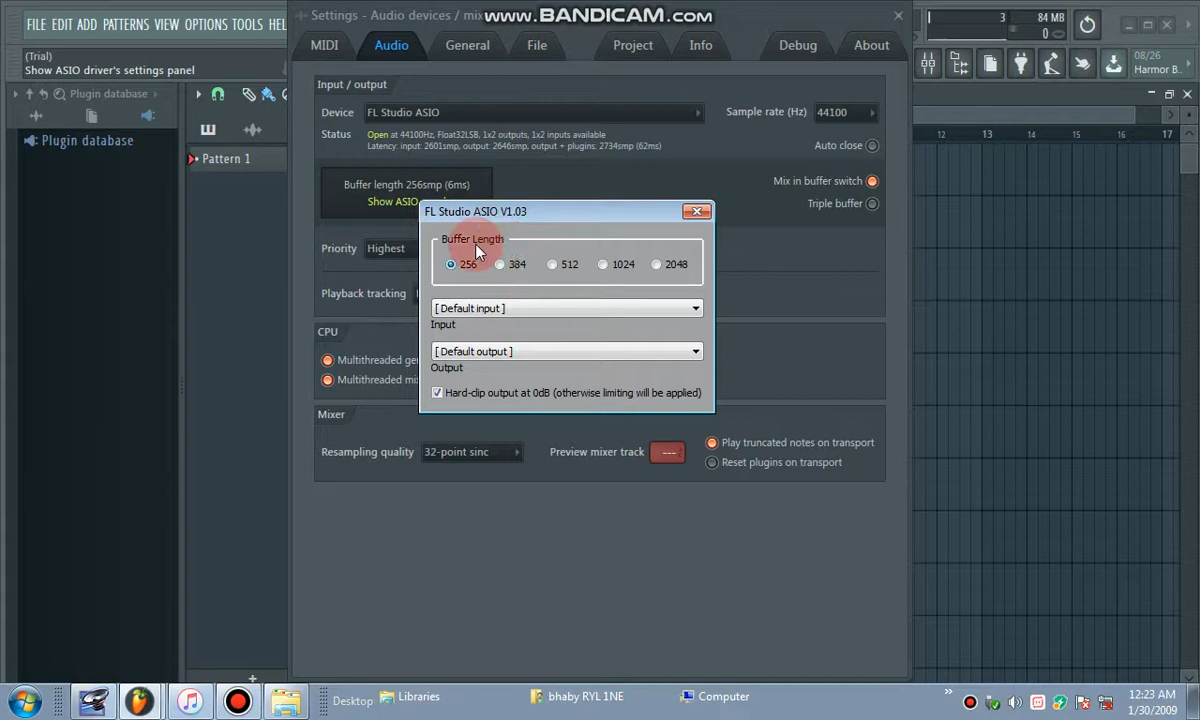 www.BANDICAM.com
FILE EDIT ADD PATTERNS VIEW OPTIONS TOOLS
Settings - Audio devices / mix
3
84 MB
0
MIDI
Audio
General
File
Project
Info
Debug
About
(Trial)
Show ASIO driver's settings panel
08/26
Harmor B..
Plugin database
Plugin database
Pattern 1
12
13
14
15
16
17
Input / output
Device
FL Studio ASIO
Sample rate (Hz)
44100
Status
Open at 44100Hz, Float32LSB, 1x2 outputs, 1x2 inputs available
Latency: input: 2601smp, output: 2646smp, output + plugins: 2734smp (62ms)
Auto close
Buffer length 256smp (6ms)
Show ASIO
Mix in buffer switch
Triple buffer
Priority
Highest
Playback tracking
FL Studio ASIO V1.03
Buffer Length
256
384
512
1024
2048
[ Default input ]
Input
[ Default output ]
Output
Hard-clip output at 0dB (otherwise limiting will be applied)
CPU
Multithreaded ge
Multithreaded mi
Mixer
Resampling quality
32-point sinc
Preview mixer track
---
Play truncated notes on transport
Reset plugins on transport
Desktop
Libraries
bhaby RYL 1NE
Computer
12:23 AM
1/30/2009